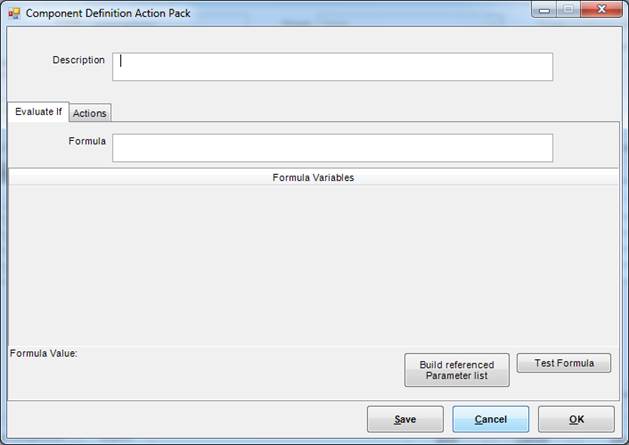 Component Definition Action Pack
Description
Evaluate If
Actions
Formula
Formula Variables
Formula Value:
Build referenced
Parameter list
Test Formula
Save
Cancel
OK